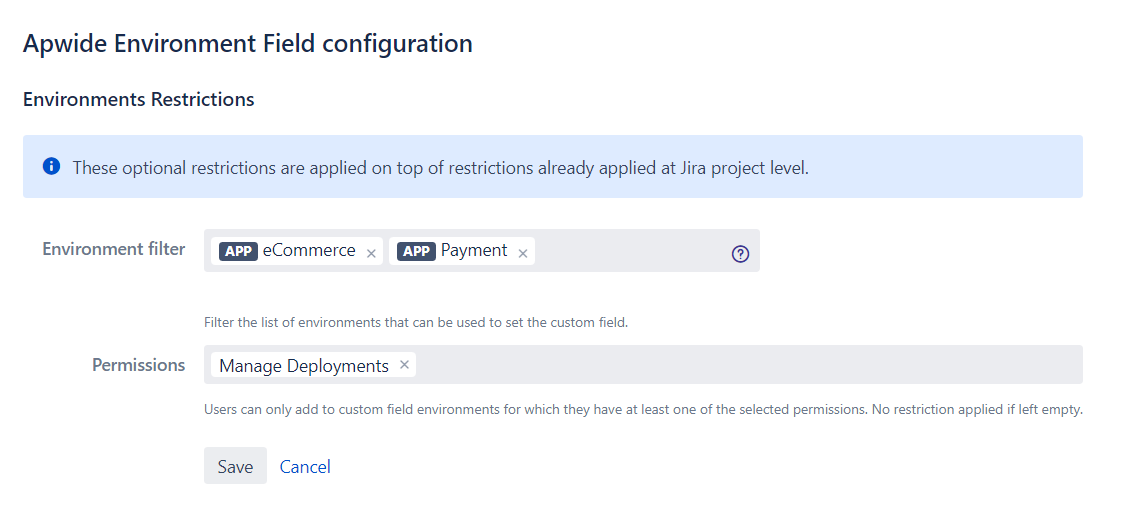 Apwide Environment Field configuration
Environments Restrictions
These optional restrictions are applied on top of restrictions already applied at Jira project level.
Environment filter APP eCommerce × APP Payment ×
Filter the list of environments that can be used to set the custom field.
Permissions Manage Deployments ×
Users can only add to custom field environments for which they have at least one of the selected permissions. No restriction applied if left empty.
Save Cancel